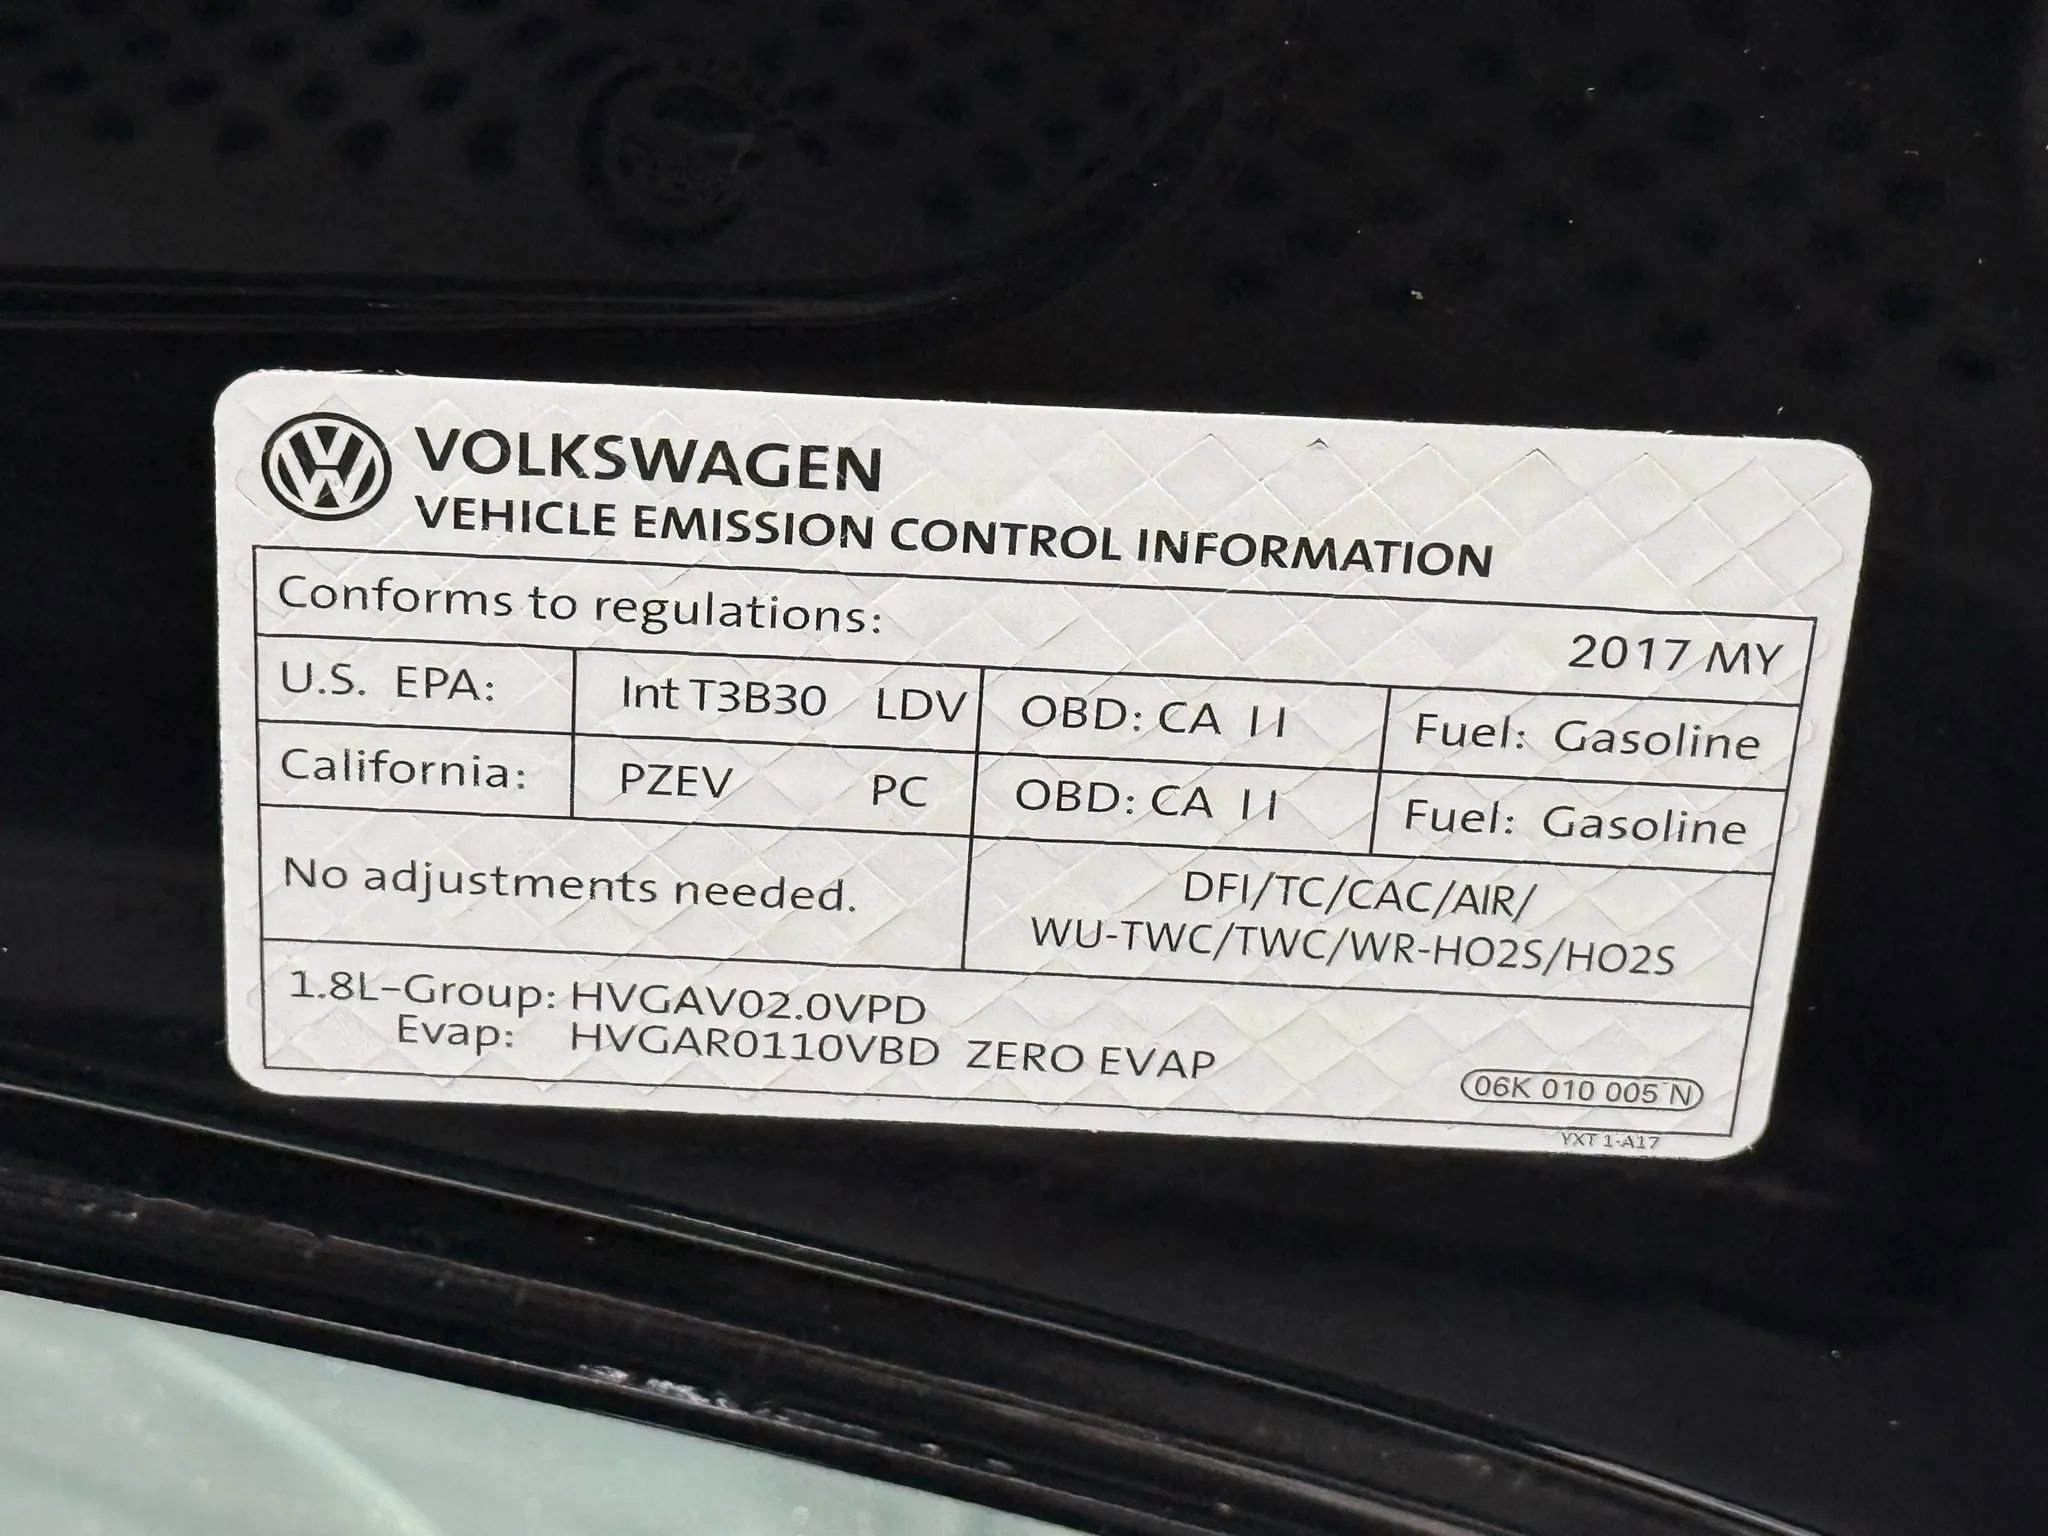 VOLKSWAGEN
VEHICLE EMISSION CONTROL INFORMATION
Conforms to regulations: 2017 MY
U.S. EPA: Int T3B30 LDV OBD: CA II Fuel: Gasoline
California: PZEV PC OBD: CA II Fuel: Gasoline
No adjustments needed.
DFI/TC/CAC/AIR/
WU-TWC/TWC/WR-HO2S/HO2S
1.8L-Group: HVGAV02.0VPD
Evap: HVGAR0110VBD ZERO EVAP
06K 010 005 N
YXT 1-A17